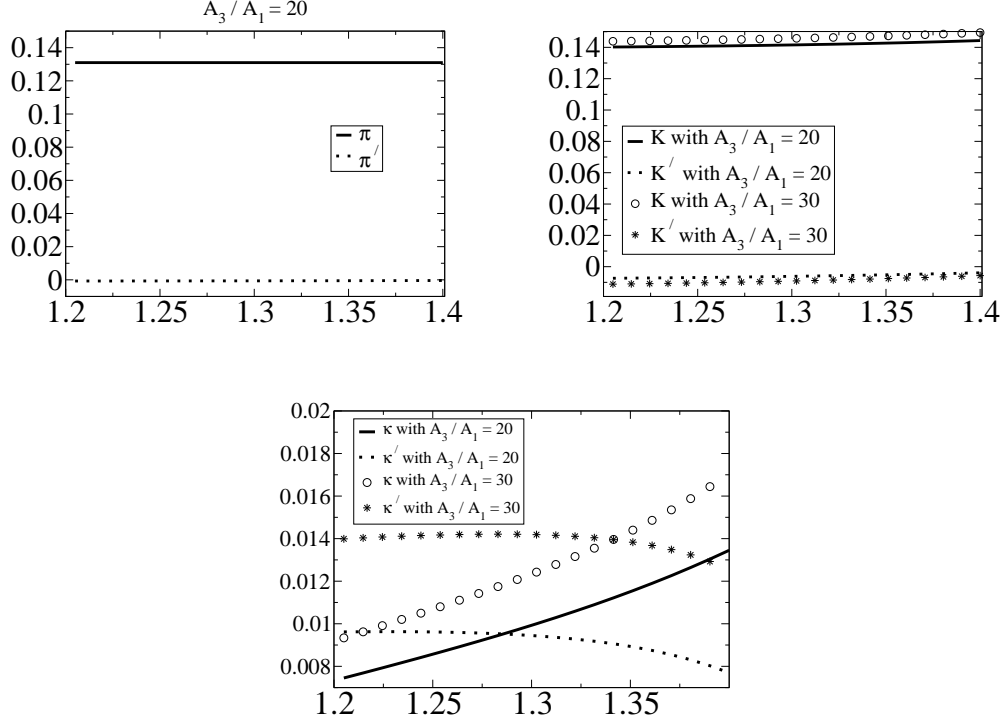 A3 / A1 = 20
0.14
0.12
0.1
0.08
0.06
0.04
0.02
0
1.2 1.25 1.3 1.35 1.4
π
π/
0.14
0.12
0.1
0.08
0.06
0.04
0.02
0
1.2 1.25 1.3 1.35 1.4
K with A3 / A1 = 20
K/ with A3 / A1 = 20
K with A3 / A1 = 30
K/ with A3 / A1 = 30
0.02
0.018
0.016
0.014
0.012
0.01
0.008
1.2 1.25 1.3 1.35
κ with A3 / A1 = 20
κ/ with A3 / A1 = 20
κ with A3 / A1 = 30
κ/ with A3 / A1 = 30